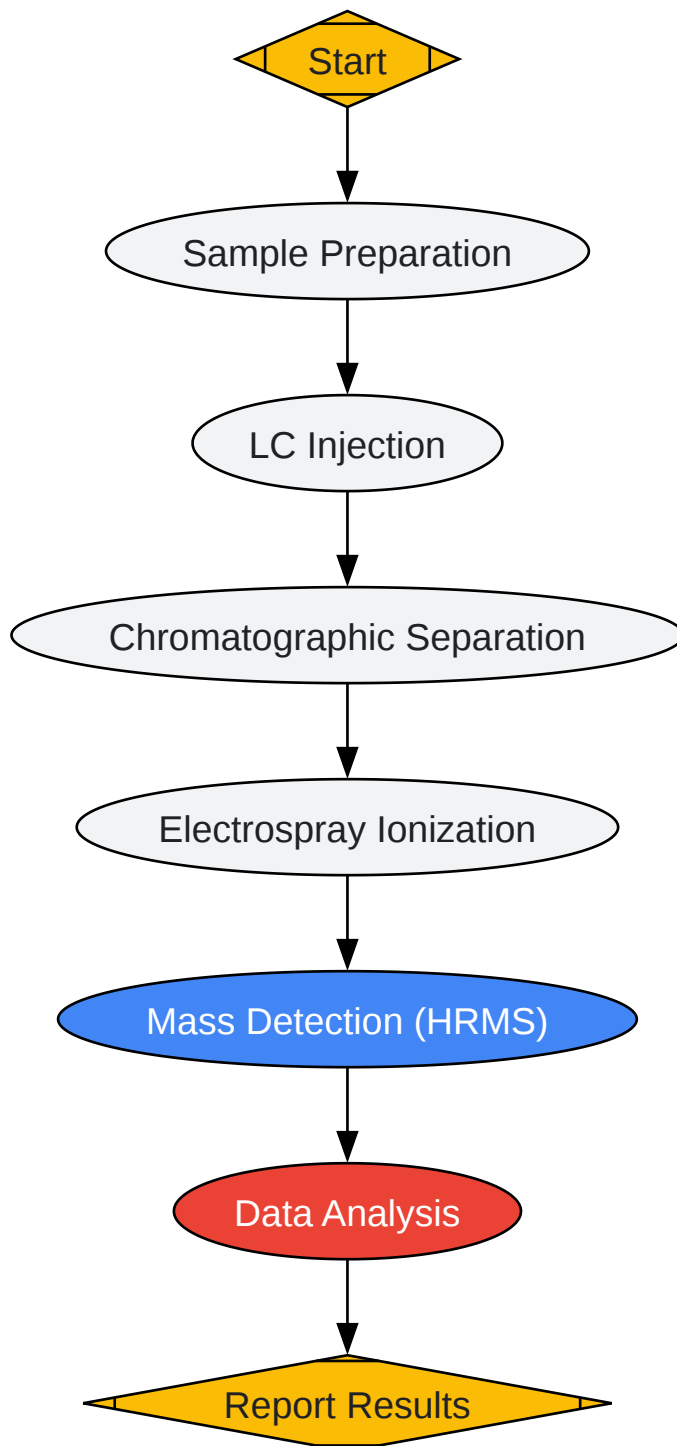 Start
Sample Preparation
LC Injection
Chromatographic Separation
Electrospray Ionization
Mass Detection (HRMS)
Data Analysis
Report Results